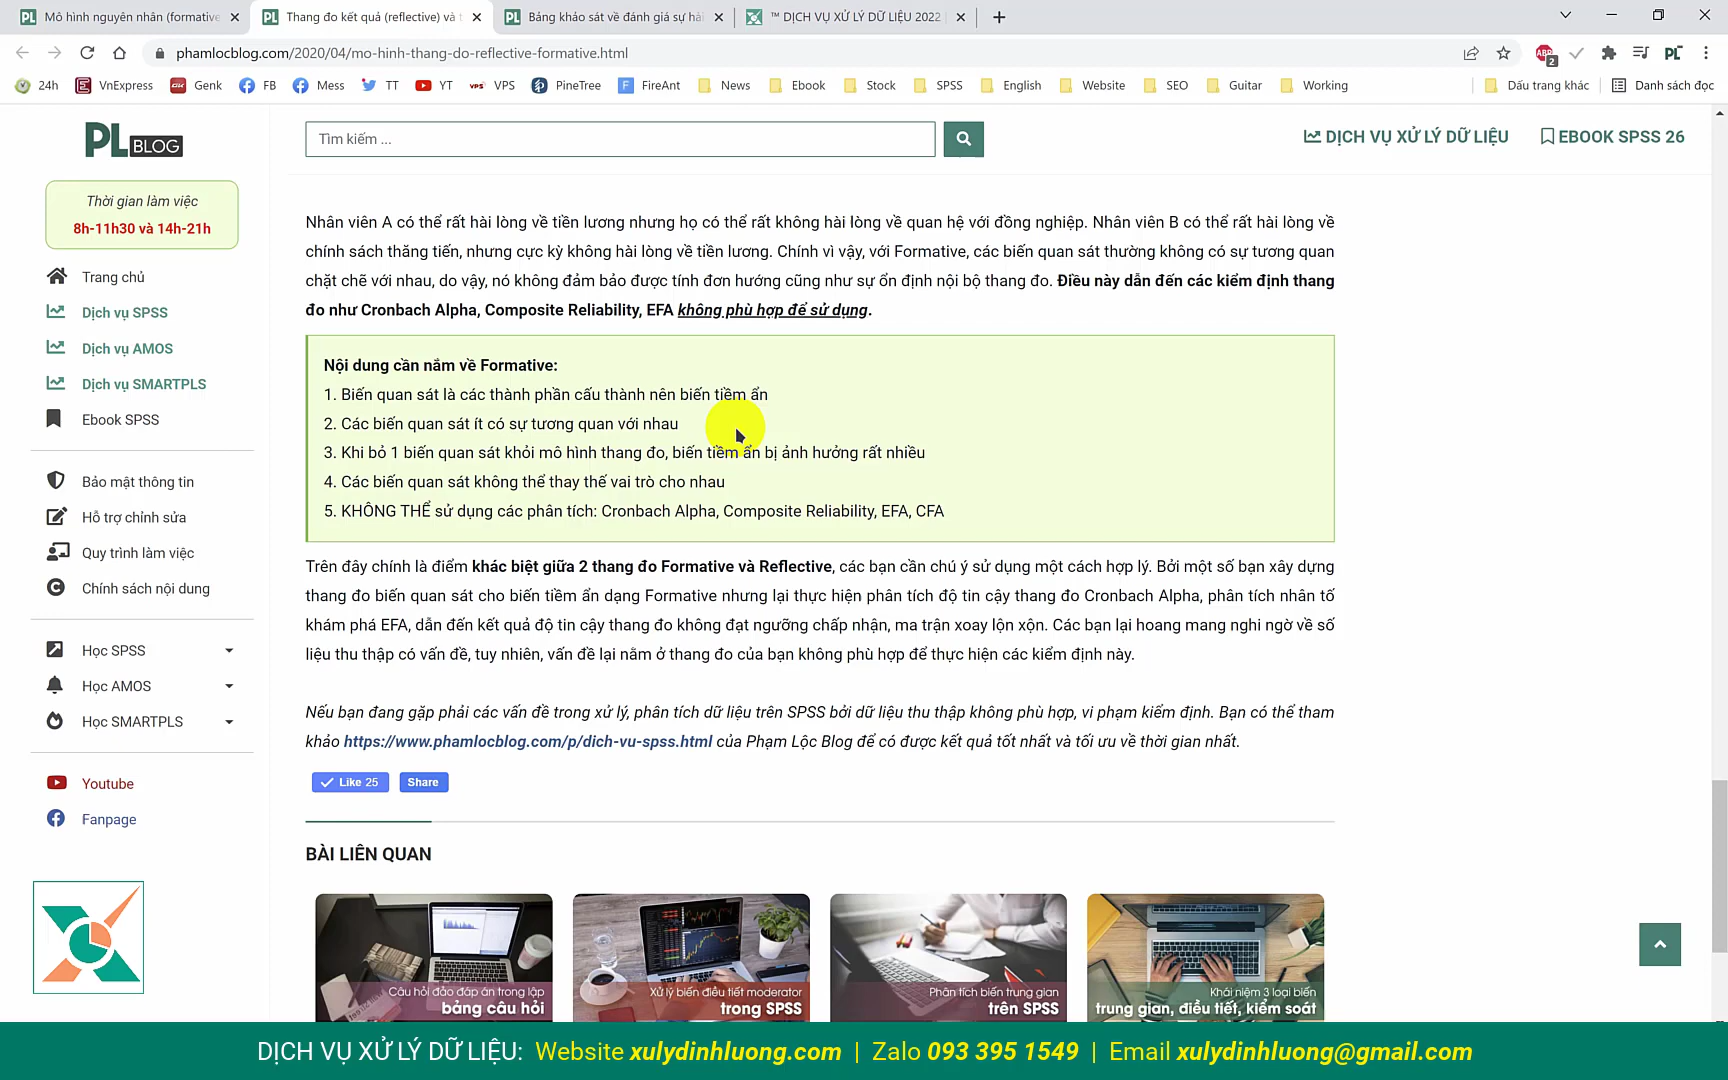 Mô hình nguyên nhân (formative
Thang đo kết quả (reflective) và t
Bảng khảo sát về đánh giá sự hài
™ DỊCH VỤ XỬ LÝ DỮ LIỆU 2022
phamlocblog.com/2020/04/mo-hinh-thang-do-reflective-formative.html
ABP
2
PL
24h
VnExpress
Genk
FB
Mess
TT
YT
VPS
PineTree
FireAnt
News
Ebook
Stock
SPSS
English
Website
SEO
Guitar
Working
Dấu trang khác
Danh sách đọc
PL BLOG
Tìm kiếm ...
DỊCH VỤ XỬ LÝ DỮ LIỆU
EBOOK SPSS 26
Thời gian làm việc
8h-11h30 và 14h-21h
Trang chủ
Dịch vụ SPSS
Dịch vụ AMOS
Dịch vụ SMARTPLS
Ebook SPSS
Bảo mật thông tin
Hỗ trợ chỉnh sửa
Quy trình làm việc
Chính sách nội dung
Học SPSS
Học AMOS
Học SMARTPLS
Youtube
Fanpage
Nhân viên A có thể rất hài lòng về tiền lương nhưng họ có thể rất không hài lòng về quan hệ với đồng nghiệp. Nhân viên B có thể rất hài lòng về
chính sách thăng tiến, nhưng cực kỳ không hài lòng về tiền lương. Chính vì vậy, với Formative, các biến quan sát thường không có sự tương quan
chặt chẽ với nhau, do vậy, nó không đảm bảo được tính đơn hướng cũng như sự ổn định nội bộ thang đo. Điều này dẫn đến các kiểm định thang
đo như Cronbach Alpha, Composite Reliability, EFA không phù hợp để sử dụng.
Nội dung cần nắm về Formative:
1. Biến quan sát là các thành phần cấu thành nên biến tiềm ẩn
2. Các biến quan sát ít có sự tương quan với nhau
3. Khi bỏ 1 biến quan sát khỏi mô hình thang đo, biến tiềm ẩn bị ảnh hưởng rất nhiều
4. Các biến quan sát không thể thay thế vai trò cho nhau
5. KHÔNG THỂ sử dụng các phân tích: Cronbach Alpha, Composite Reliability, EFA, CFA
Trên đây chính là điểm khác biệt giữa 2 thang đo Formative và Reflective, các bạn cần chú ý sử dụng một cách hợp lý. Bởi một số bạn xây dựng
thang đo biến quan sát cho biến tiềm ẩn dạng Formative nhưng lại thực hiện phân tích độ tin cậy thang đo Cronbach Alpha, phân tích nhân tố
khám phá EFA, dẫn đến kết quả độ tin cậy thang đo không đạt ngưỡng chấp nhận, ma trận xoay lộn xộn. Các bạn lại hoang mang nghi ngờ về số
liệu thu thập có vấn đề, tuy nhiên, vấn đề lại nằm ở thang đo của bạn không phù hợp để thực hiện các kiểm định này.
Nếu bạn đang gặp phải các vấn đề trong xử lý, phân tích dữ liệu trên SPSS bởi dữ liệu thu thập không phù hợp, vi phạm kiểm định. Bạn có thể tham
khảo https://www.phamlocblog.com/p/dich-vu-spss.html của Phạm Lộc Blog để có được kết quả tốt nhất và tối ưu về thời gian nhất.
Like 25
Share
BÀI LIÊN QUAN
Câu hỏi đảo đáp án trong lập
bảng câu hỏi
Xử lý biến điều tiết moderator
trong SPSS
Phân tích biến trung gian
trên SPSS
Khái niệm 3 loại biến
trung gian, điều tiết, kiểm soát
DỊCH VỤ XỬ LÝ DỮ LIỆU: Website xulydinhluong.com | Zalo 093 395 1549 | Email xulydinhluong@gmail.com